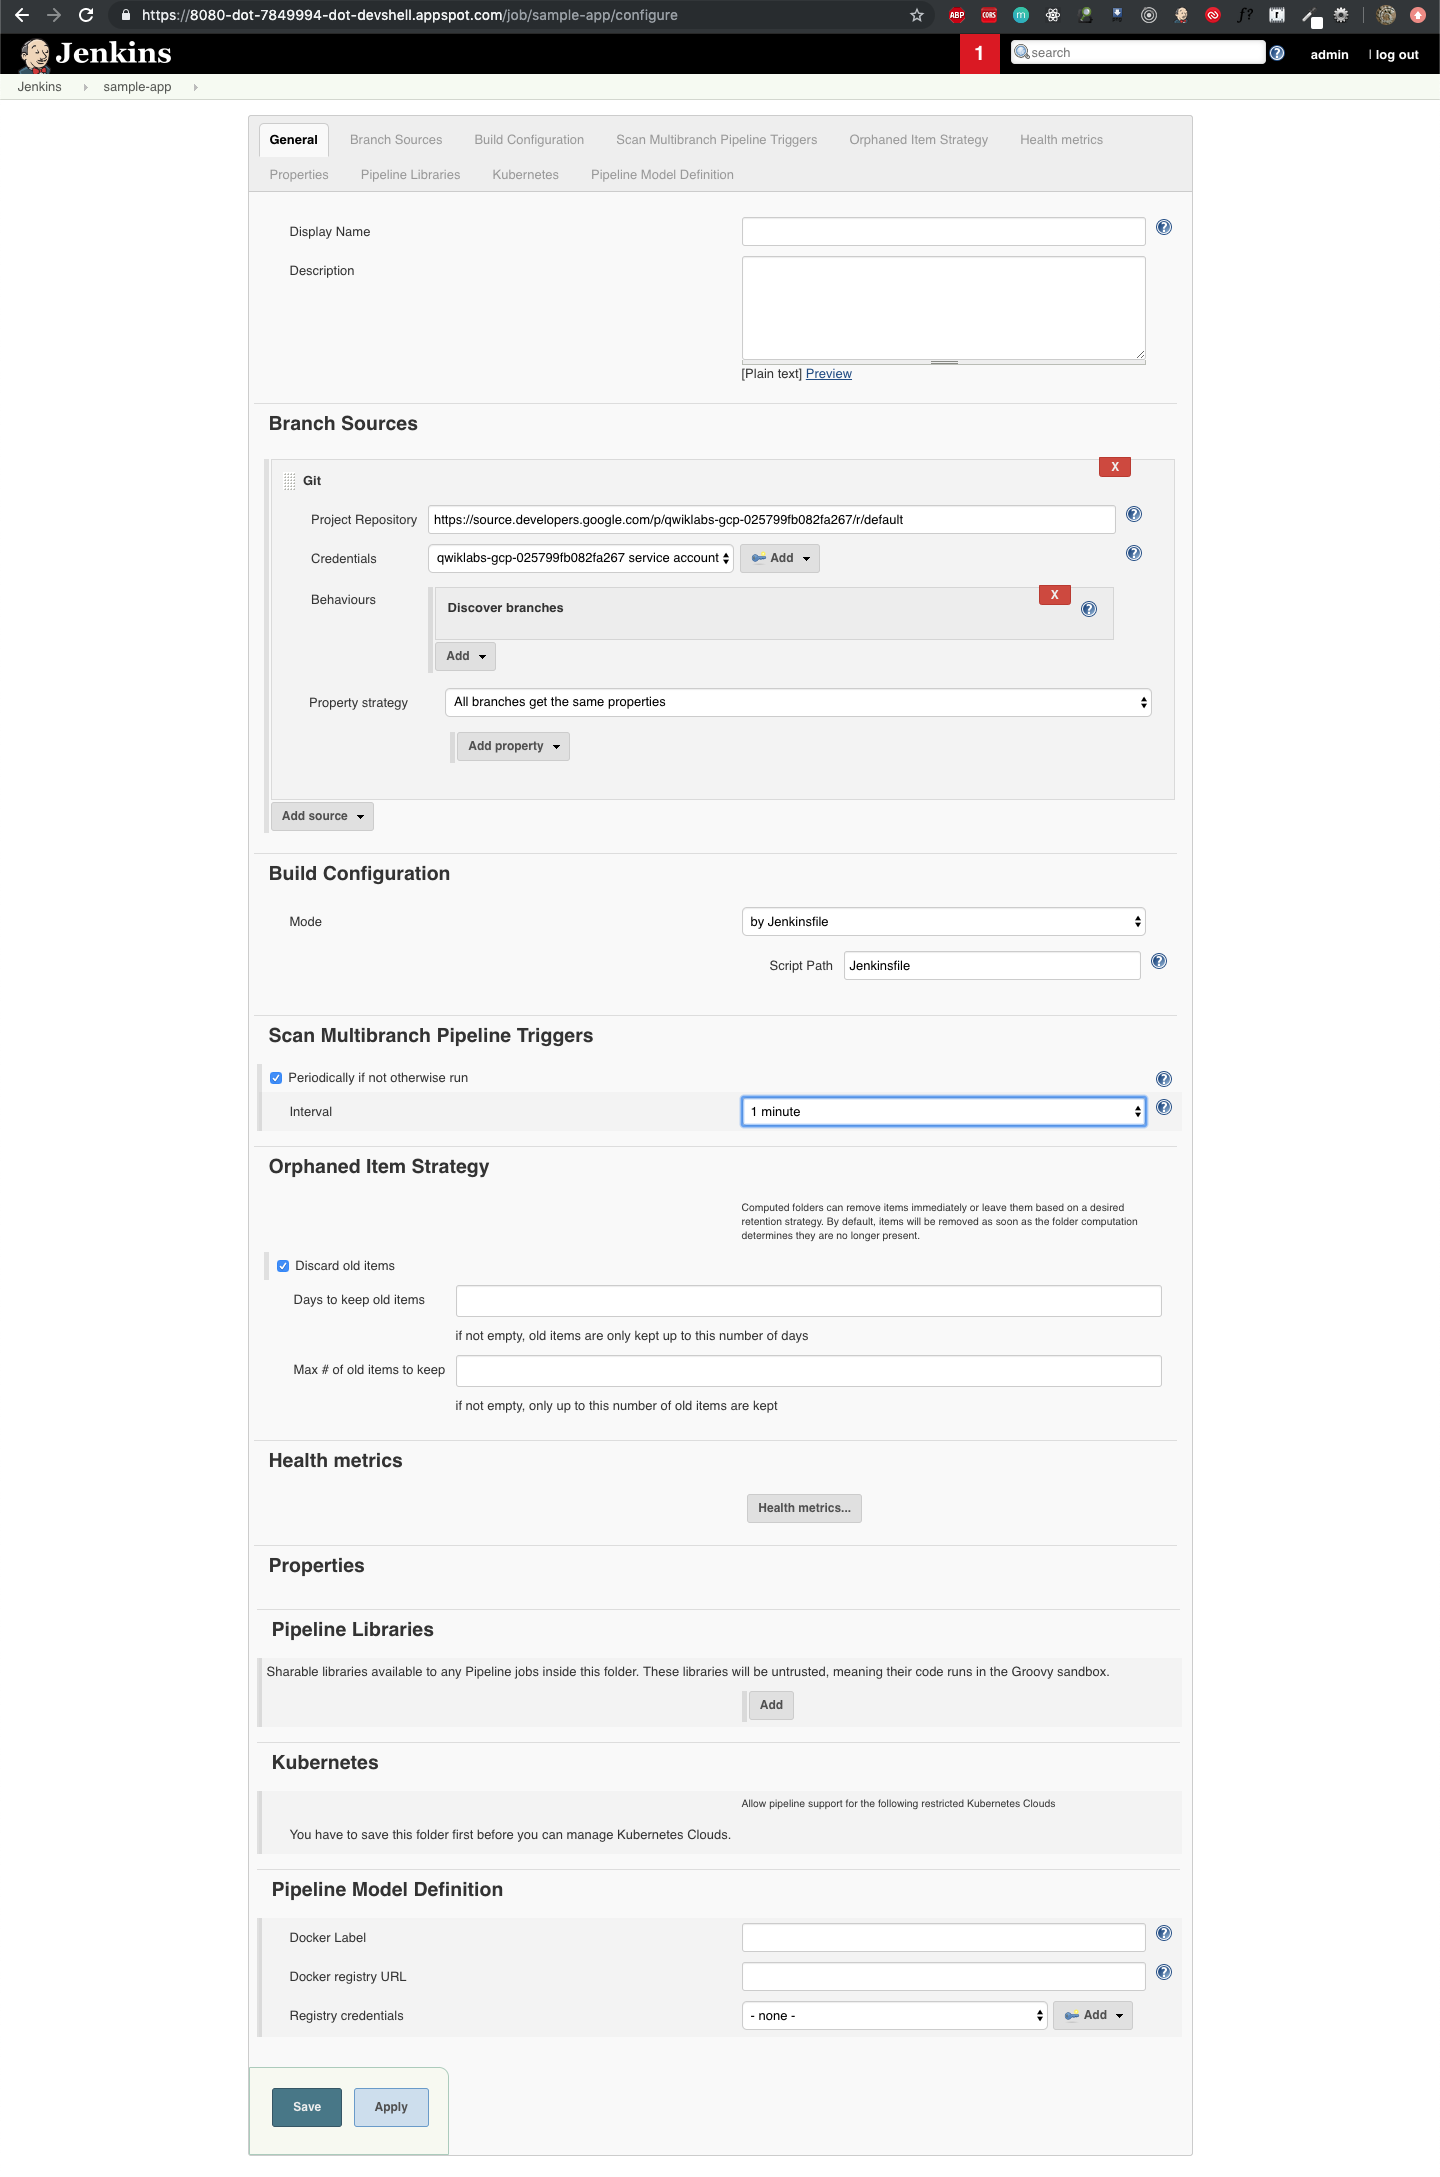 https://8080-dot-7849994-dot-devshell.appspot.com/job/sample-app/configure
ABP
CORS
m
f?
Jenkins
1
search
admin
| log out
Jenkins
sample-app
General
Branch Sources
Build Configuration
Scan Multibranch Pipeline Triggers
Orphaned Item Strategy
Health metrics
Properties
Pipeline Libraries
Kubernetes
Pipeline Model Definition
Display Name
Description
[Plain text] Preview
Branch Sources
X
Git
Project Repository
https://source.developers.google.com/p/qwiklabs-gcp-025799fb082fa267/r/default
Credentials
qwiklabs-gcp-025799fb082fa267 service account
Add
Behaviours
X
Discover branches
Add
Property strategy
All branches get the same properties
Add property
Add source
Build Configuration
Mode
by Jenkinsfile
Script Path
Jenkinsfile
Scan Multibranch Pipeline Triggers
Periodically if not otherwise run
Interval
1 minute
Orphaned Item Strategy
Computed folders can remove items immediately or leave them based on a desired
retention strategy. By default, items will be removed as soon as the folder computation
determines they are no longer present.
Discard old items
Days to keep old items
if not empty, old items are only kept up to this number of days
Max # of old items to keep
if not empty, only up to this number of old items are kept
Health metrics
Health metrics...
Properties
Pipeline Libraries
Sharable libraries available to any Pipeline jobs inside this folder. These libraries will be untrusted, meaning their code runs in the Groovy sandbox.
Add
Kubernetes
Allow pipeline support for the following restricted Kubernetes Clouds
You have to save this folder first before you can manage Kubernetes Clouds.
Pipeline Model Definition
Docker Label
Docker registry URL
Registry credentials
- none -
Add
Save
Apply